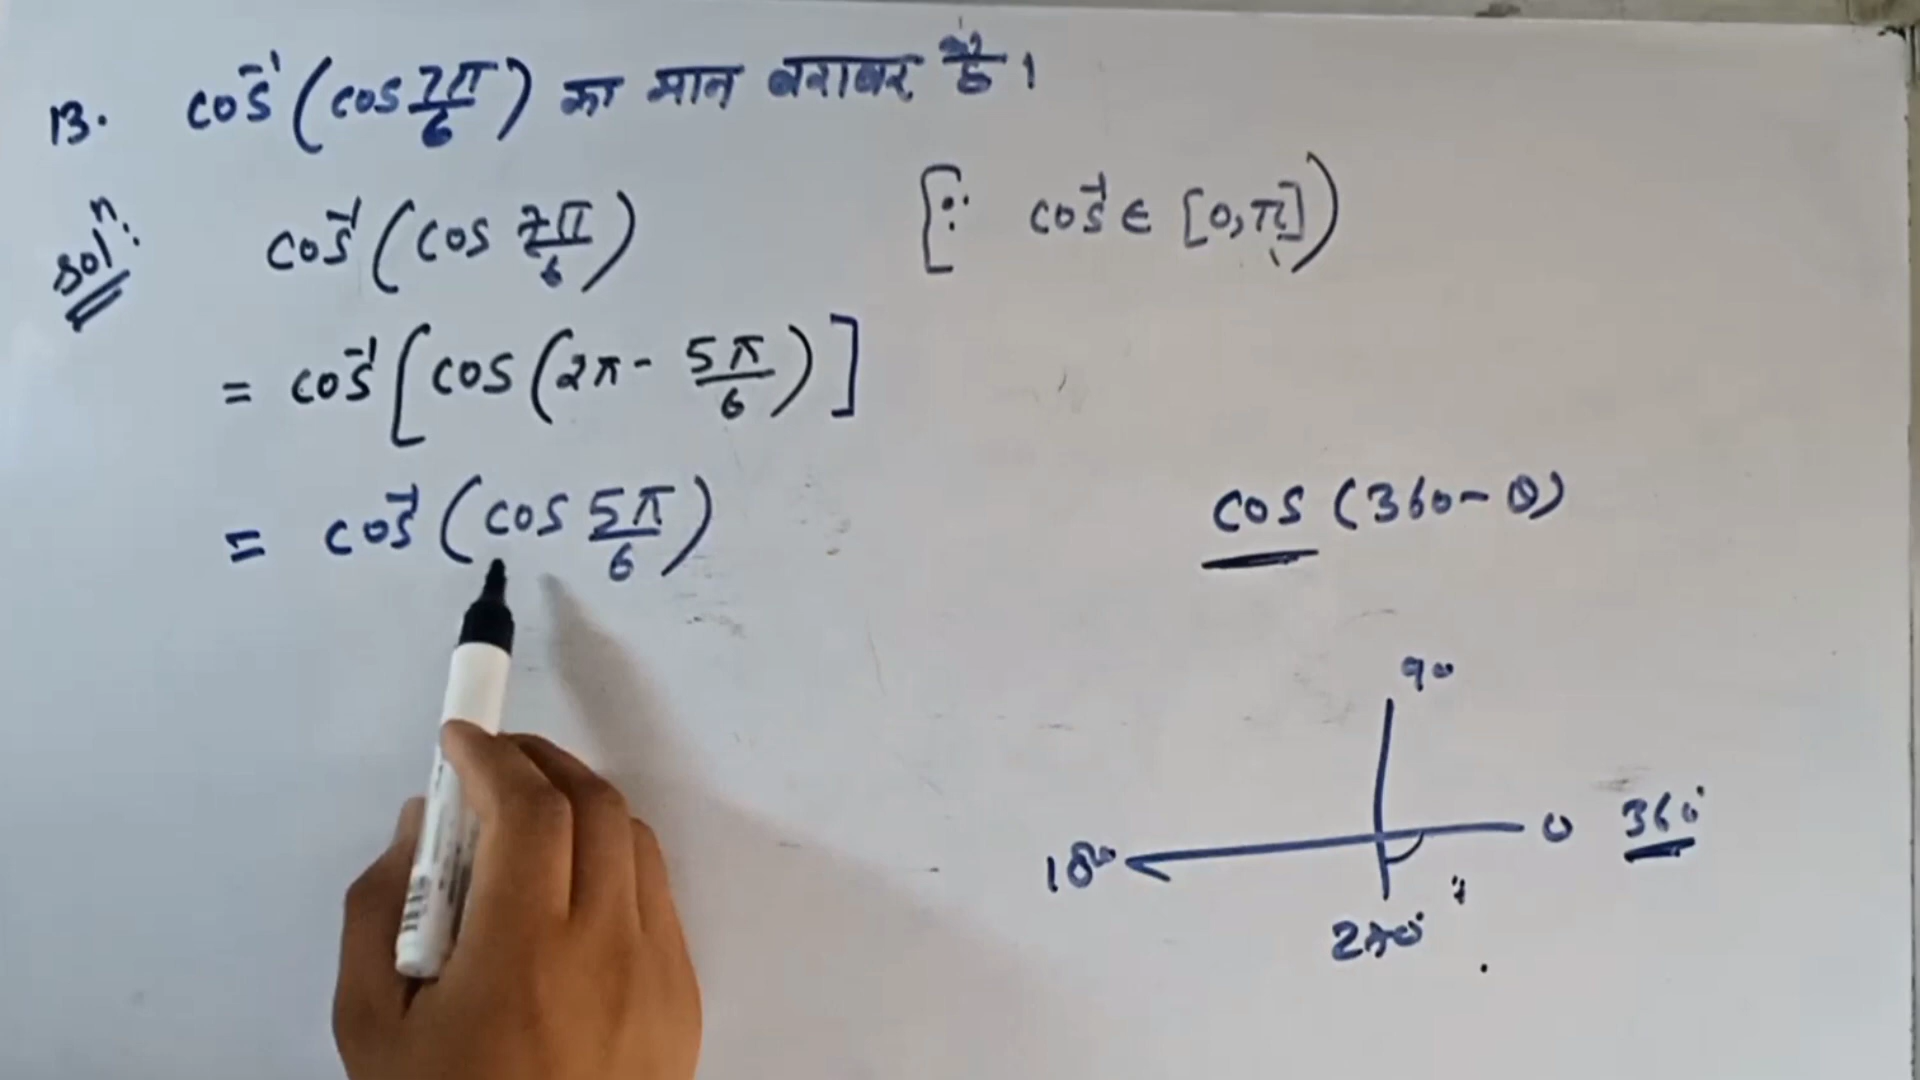 13. cos⁻¹(cos 7π/6) का मान बराबर है।
solⁿ: cos⁻¹(cos 7π/6) [∵ cos⁻¹ ∈ [0,π])
= cos⁻¹[cos(2π - 5π/6)]
= cos⁻¹(cos 5π/6)
cos(360-θ)
90
180 0 360°
270°